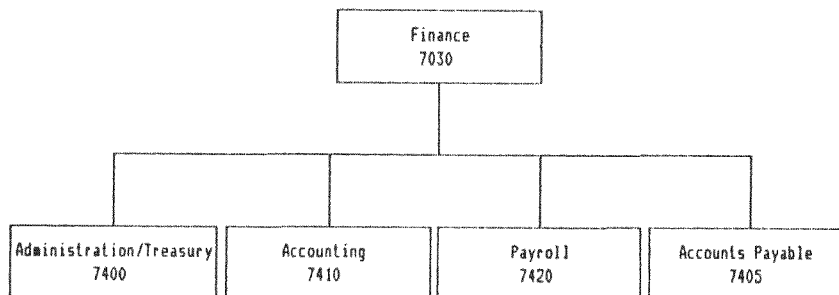 Finance
7030
Administration/Treasury
7400
Accounting
7410
Payroll
7420
Accounts Payable
7405